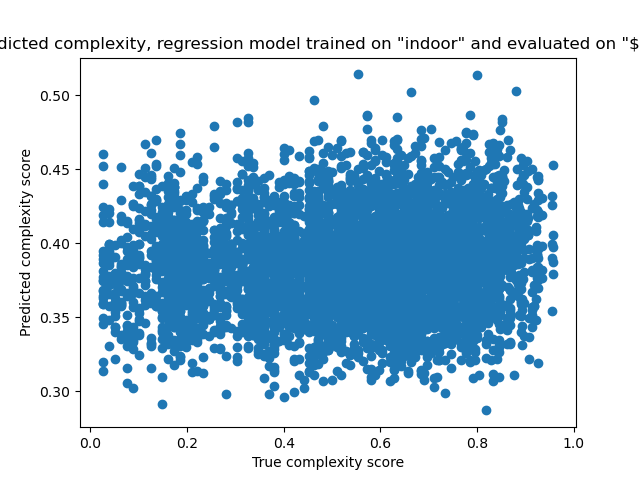 dicted complexity, regression model trained on "indoor" and evaluated on "$
0.50
0.45
0.40
0.35
0.30
Predicted complexity score
0.0 0.2 0.4 0.6 0.8 1.0
True complexity score